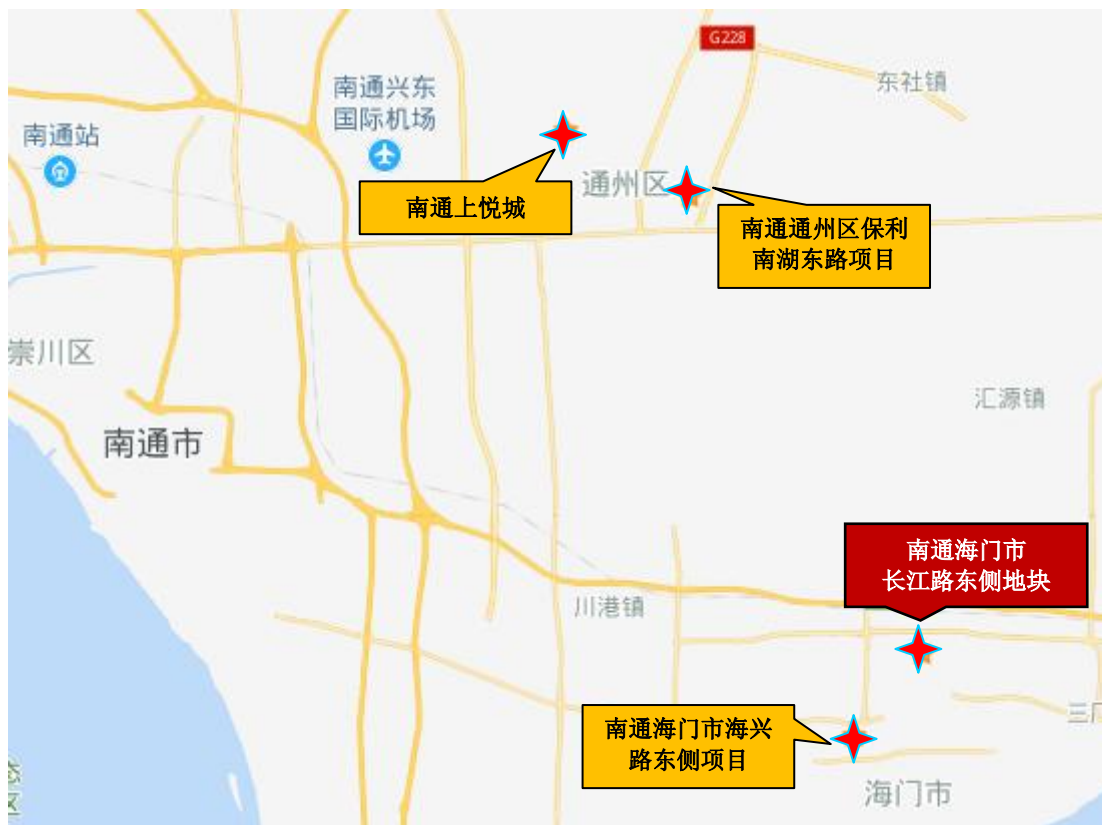 G228
东社镇
南通兴东
国际机场
南通站
通州区
南通上悦城
南通通州区保利
南湖东路项目
崇川区
汇源镇
南通市
南通海门市
长江路东侧地块
川港镇
三厂
南通海门市海兴
路东侧项目
海门市
区